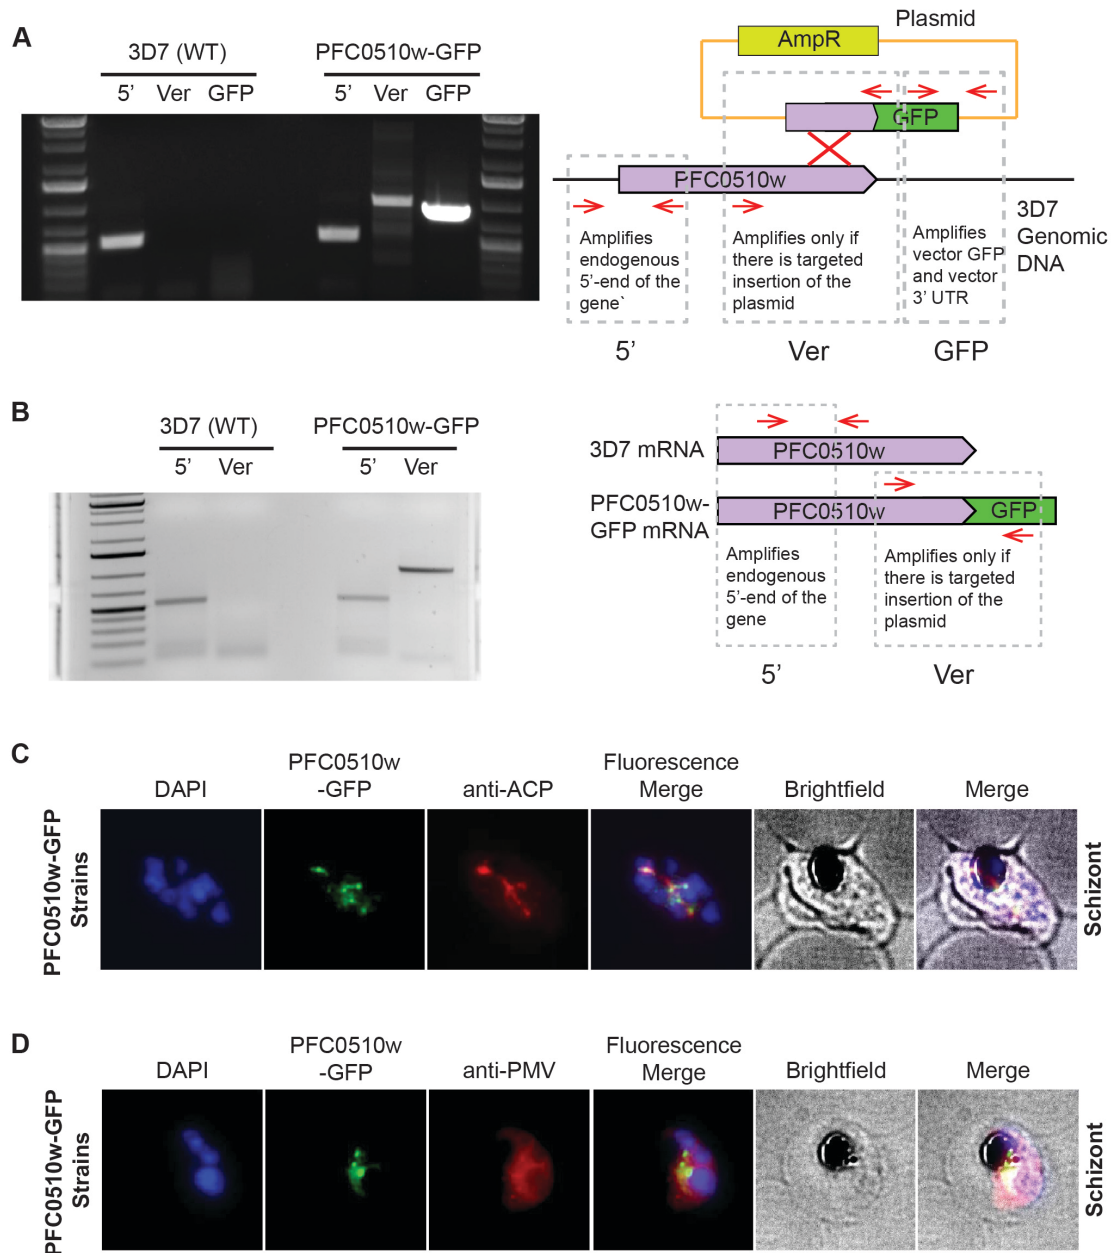 A
3D7 (WT)
PFC0510w-GFP
5’ Ver GFP
5’ Ver GFP
Plasmid
AmpR
GFP
PFC0510w
3D7
Genomic
DNA
Amplifies
endogenous
5’-end of the
gene`
Amplifies only if
there is targeted
insertion of the
plasmid
Amplifies
vector GFP
and vector
3’ UTR
5’
Ver
GFP
B
3D7 (WT)
PFC0510w-GFP
5’ Ver
5’ Ver
3D7 mRNA
PFC0510w
PFC0510w-
GFP mRNA
PFC0510w
GFP
Amplifies
endogenous
5’-end of the
gene
Amplifies only if
there is targeted
insertion of the
plasmid
5’
Ver
C
DAPI
PFC0510w
-GFP
anti-ACP
Fluorescence
Merge
Brightfield
Merge
PFC0510w-GFP
Strains
Schizont
D
DAPI
PFC0510w
-GFP
anti-PMV
Fluorescence
Merge
Brightfield
Merge
PFC0510w-GFP
Strains
Schizont